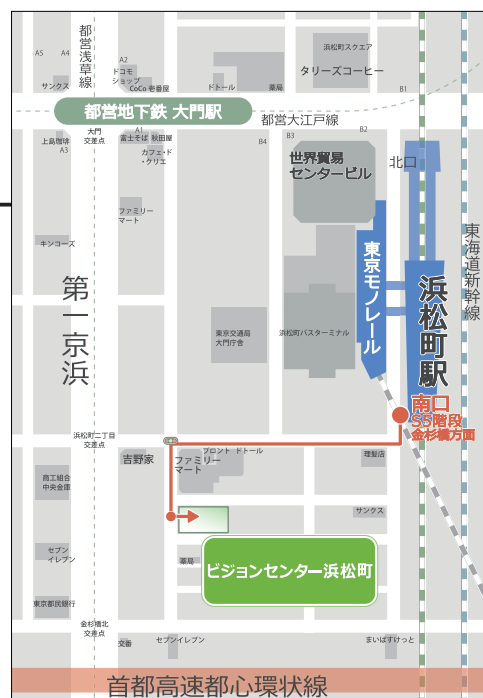 都営浅草線
A5
A4
A2
ドコモ
ショップ
サンクス
CoCo 壱番屋
ドトール
薬局
浜松町スクエア
タリーズコーヒー
B1
都営地下鉄 大門駅
都営大江戸線
大門
交差点
A1
富士そば
秋田屋
上島珈琲
A3
カフェ・ド
・クリエ
B4
B3
B2
世界貿易
センタービル
北口
ファミリー
マート
キンコーズ
東京モノレール
東海道新幹線
第一京浜
浜松町駅
東京交通局
大門庁舎
浜松町バスターミナル
南口
S5階段
金杉橋方面
浜松町二丁目
交差点
吉野家
ファミリー
マート
フロント
ドトール
理髪店
商工組合
中央金庫
サンクス
セブン
イレブン
薬局
ビジョンセンター浜松町
東京都民銀行
金杉橋北
交差点
交番
セブンイレブン
まいばすけっと
首都高速都心環状線